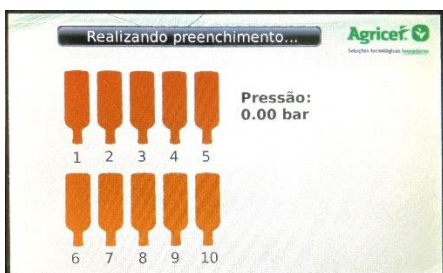 Realizando preenchimento...
Agricef.
Soluções tecnológicas inovadoras
Pressão:
0.00 bar
1 2 3 4 5
6 7 8 9 10